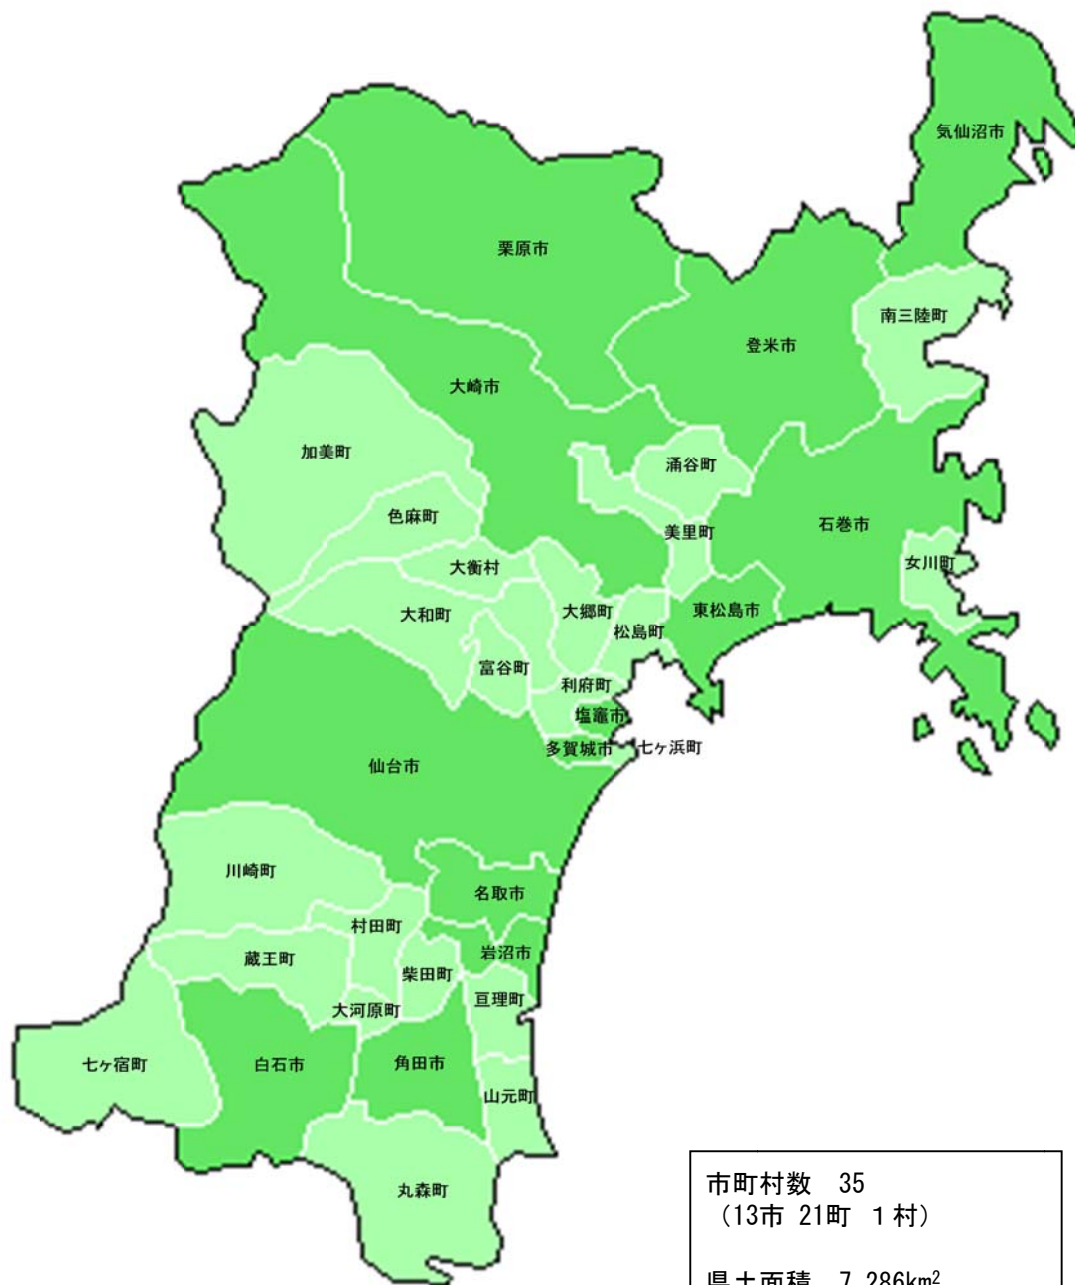 気仙沼市
栗原市
南三陸町
登米市
大崎市
加美町
涌谷町
色麻町
石巻市
美里町
女川町
大衡村
大和町
大郷町
東松島市
松島町
富谷町
利府町
塩竈市
多賀城市
七ヶ浜町
仙台市
川崎町
名取市
村田町
岩沼市
蔵王町
柴田町
亘理町
大河原町
七ヶ宿町
白石市
角田市
山元町
丸森町
市町村数 35
(13市 21町 1村)
県土面積 7,286km²